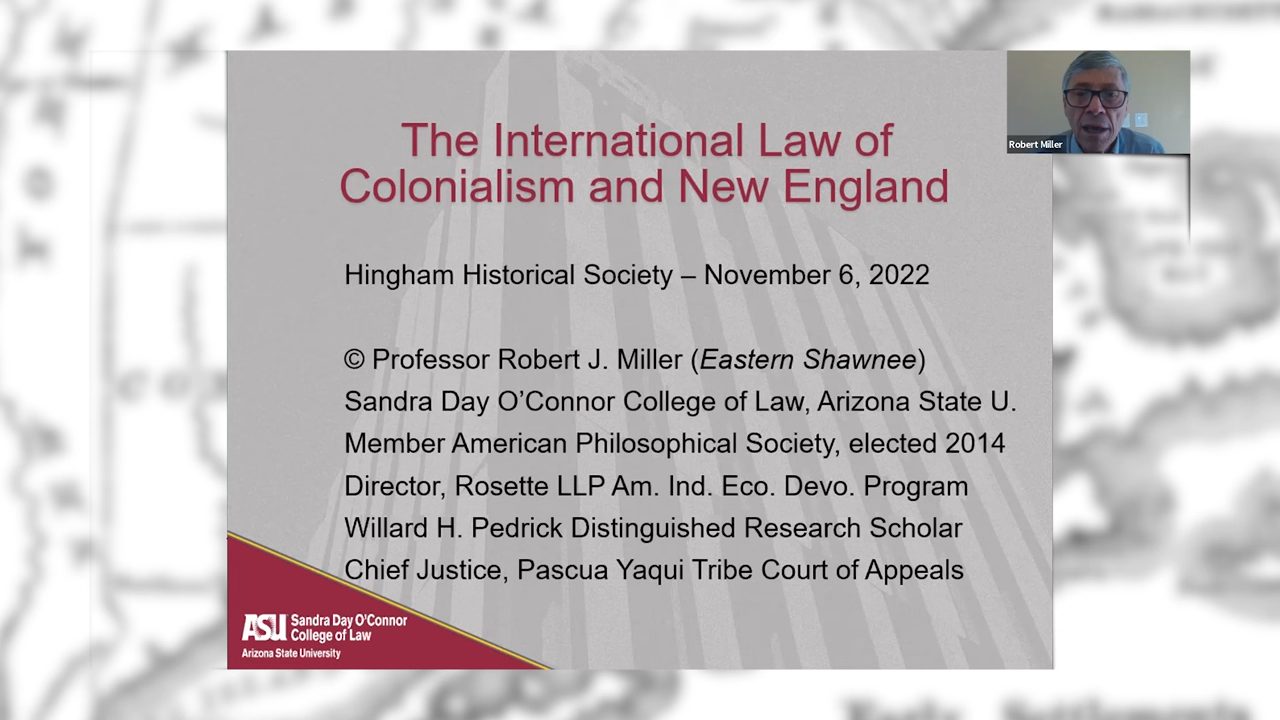 The International Law of
Colonialism and New England
Robert Miller
Hingham Historical Society – November 6, 2022
© Professor Robert J. Miller (Eastern Shawnee)
Sandra Day O’Connor College of Law, Arizona State U.
Member American Philosophical Society, elected 2014
Director, Rosette LLP Am. Ind. Eco. Devo. Program
Willard H. Pedrick Distinguished Research Scholar
Chief Justice, Pascua Yaqui Tribe Court of Appeals
ASU Sandra Day O’Connor
College of Law
Arizona State University